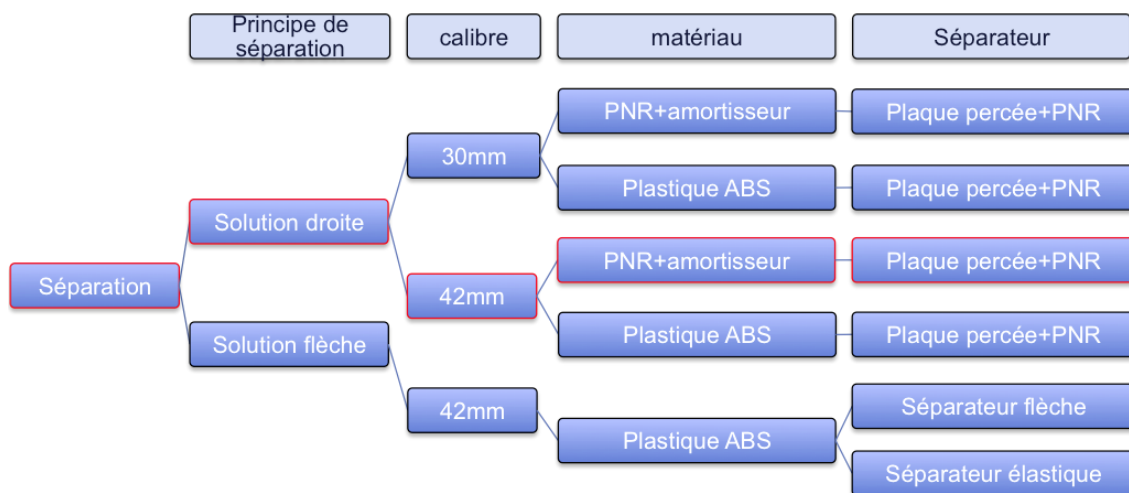 Principe de
séparation
calibre
matériau
Séparateur
PNR+amortisseur
Plaque percée+PNR
30mm
Plastique ABS
Plaque percée+PNR
Solution droite
PNR+amortisseur
Plaque percée+PNR
Séparation
42mm
Plastique ABS
Plaque percée+PNR
Solution flèche
42mm
Séparateur flèche
Plastique ABS
Séparateur élastique